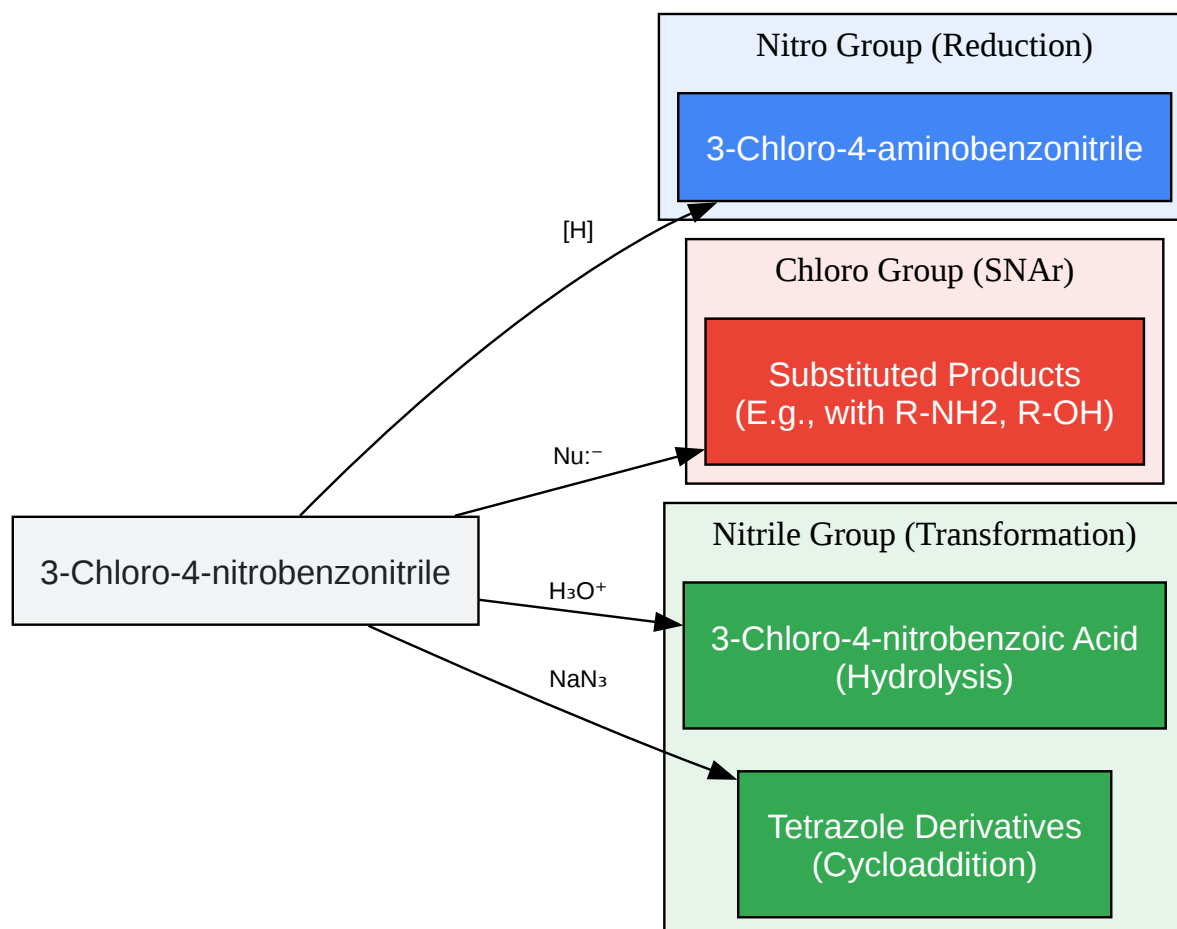 Nitro Group (Reduction)
3-Chloro-4-aminobenzonitrile
[H]
Chloro Group (SNAr)
Substituted Products
(E.g., with R-NH2, R-OH)
Nu:⁻
Nitrile Group (Transformation)
3-Chloro-4-nitrobenzonitrile
H₃O⁺
3-Chloro-4-nitrobenzoic Acid
(Hydrolysis)
NaN₃
Tetrazole Derivatives
(Cycloaddition)